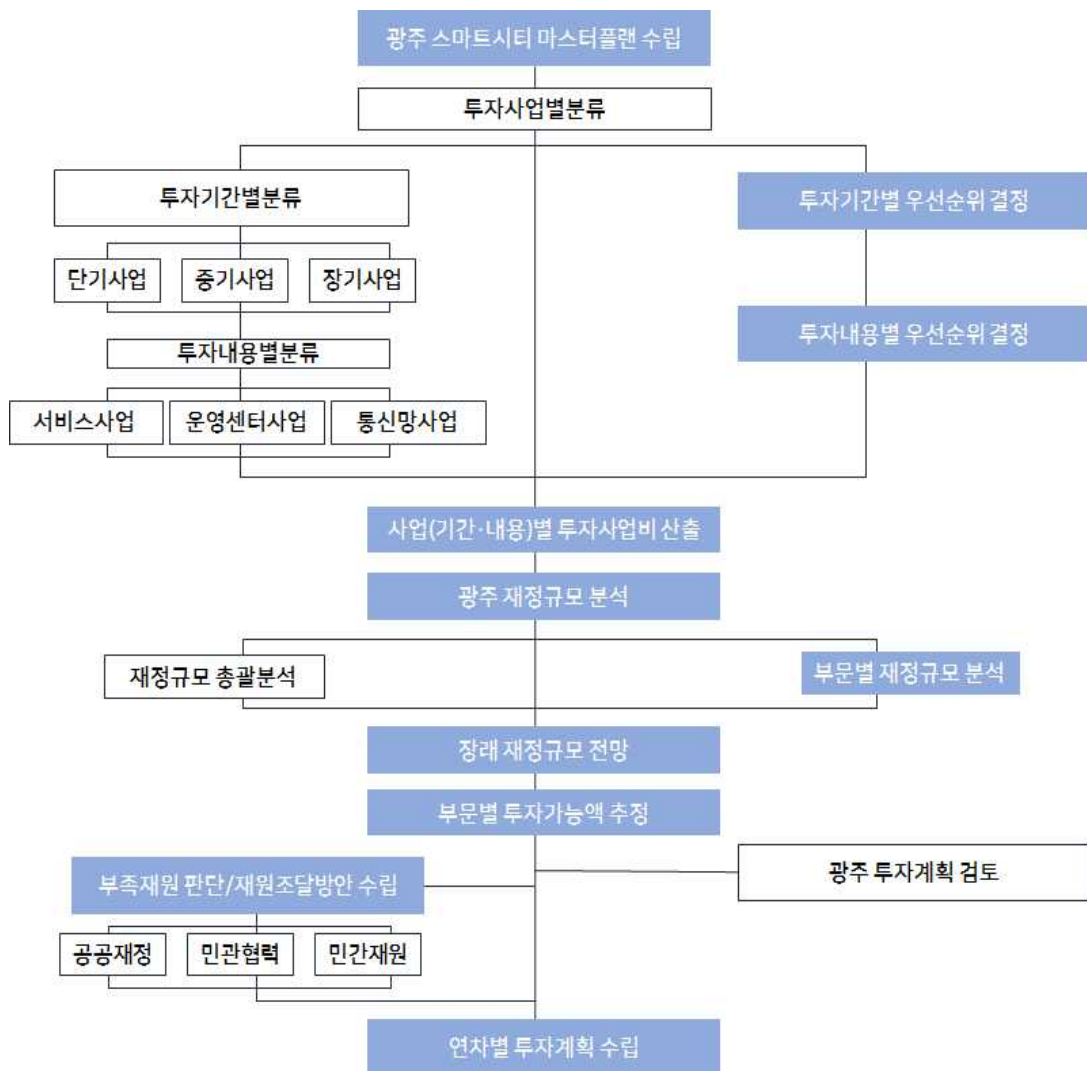 광주 스마트시티 마스터플랜 수립
투자사업별분류
투자기간별분류
투자기간별 우선순위 결정
단기사업
중기사업
장기사업
투자내용별 우선순위 결정
투자내용별분류
서비스사업
운영센터사업
통신망사업
사업(기간·내용)별 투자사업비 산출
광주 재정규모 분석
재정규모 총괄분석
부문별 재정규모 분석
장래 재정규모 전망
부문별 투자가능액 추정
부족재원 판단/재원조달방안 수립
광주 투자계획 검토
공공재정
민관협력
민간재원
연차별 투자계획 수립